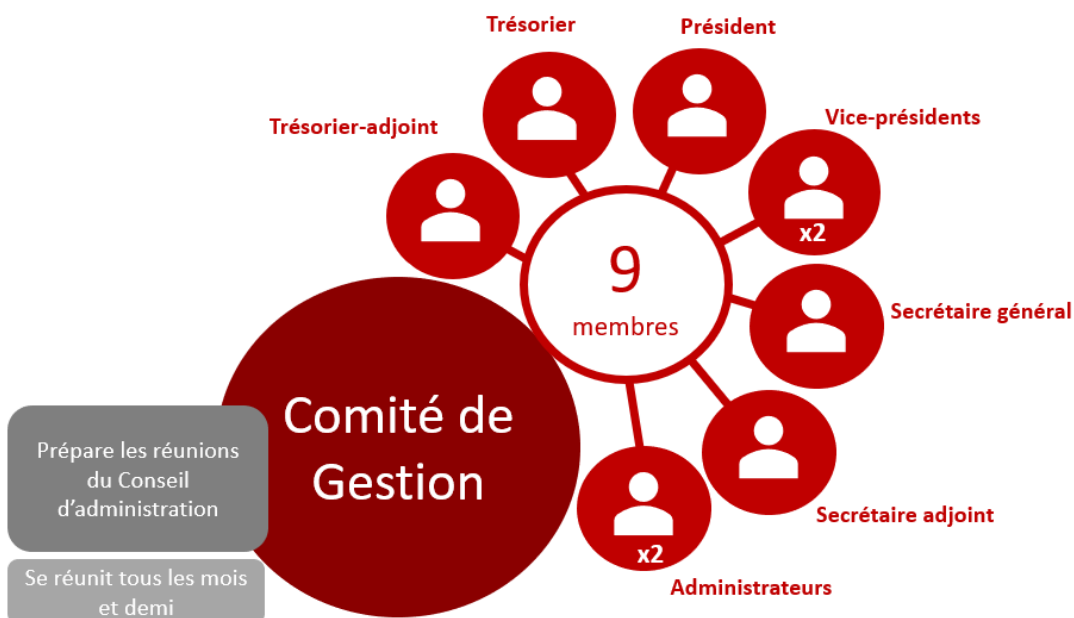 Trésorier
Président
Trésorier-adjoint
Vice-présidents
x2
9
membres
Secrétaire général
Comité de
Gestion
Prépare les réunions
du Conseil
d’administration
Secrétaire adjoint
x2
Administrateurs
Se réunit tous les mois
et demi